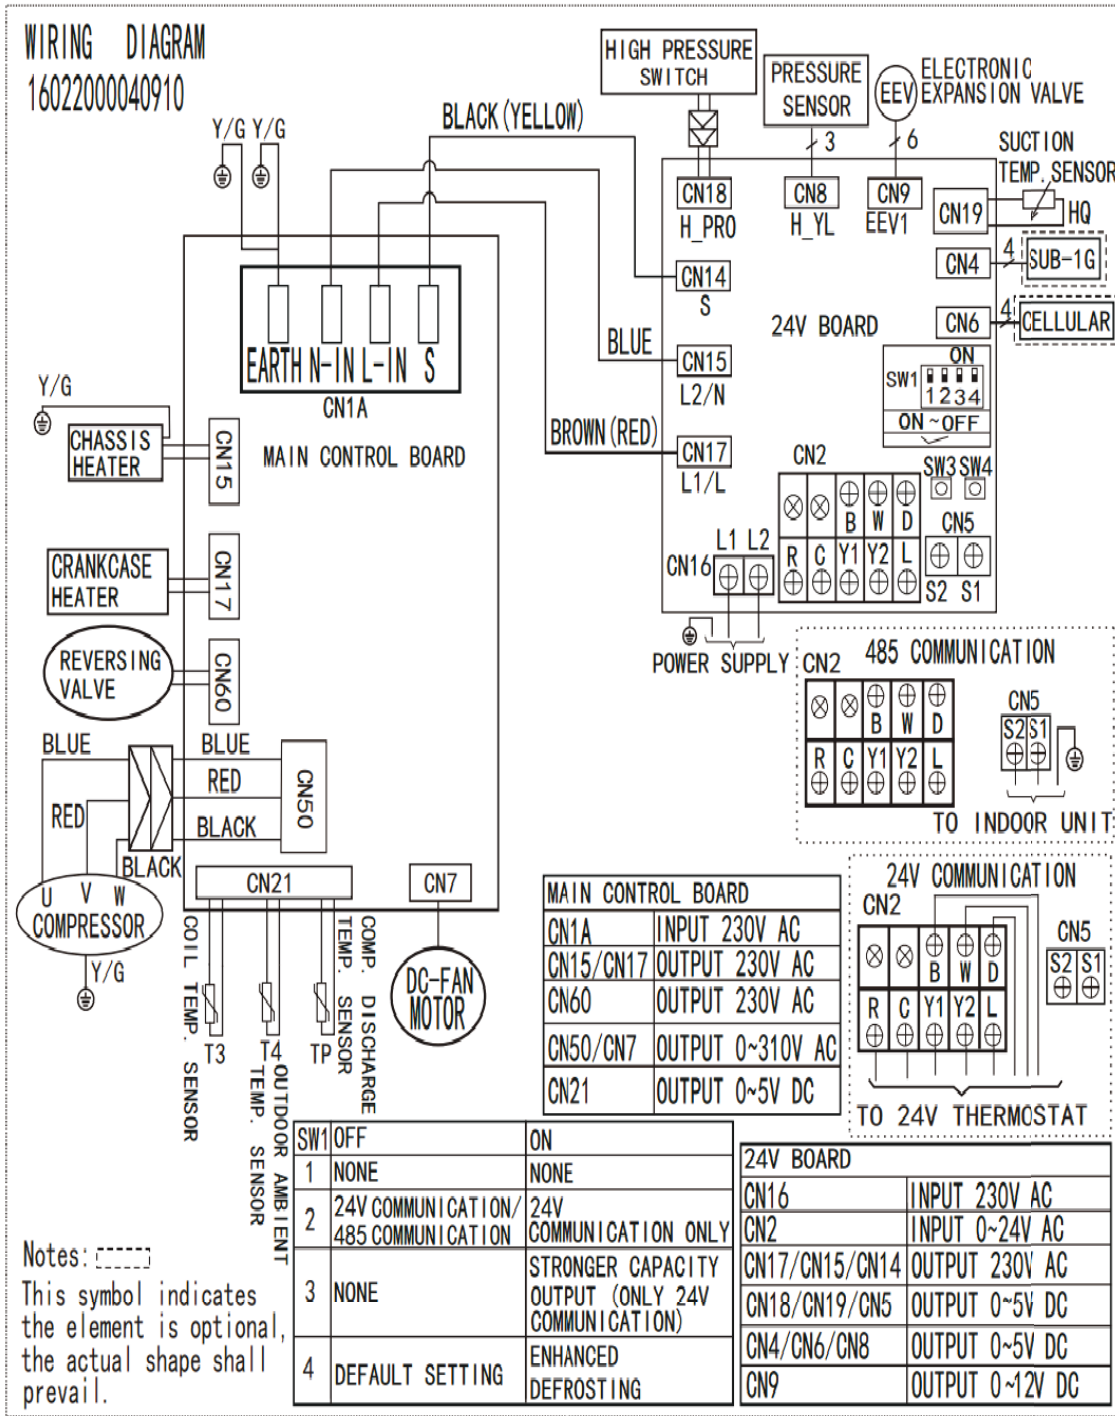 WIRING DIAGRAM
16022000040910
Y/G Y/G
BLACK(YELLOW)
HIGH PRESSURE
SWITCH
PRESSURE
SENSOR
EEV
ELECTRONIC
EXPANSION VALVE
3
6
SUCTION
TEMP. SENSOR
HQ
CN18
H_PRO
CN8
H_YL
CN9
EEV1
CN19
CN4
4
SUB-1G
CN6
4
CELLULAR
CN14
S
24V BOARD
CN15
L2/N
BLUE
CN17
L1/L
BROWN(RED)
SW1
ON
1234
ON~OFF
SW3 SW4
CN2
B W D
R C Y1 Y2 L
CN5
S2 S1
CN16
L1 L2
POWER SUPPLY
EARTH N-IN L-IN S
CN1A
MAIN CONTROL BOARD
Y/G
CHASSIS
HEATER
CN15
CRANKCASE
HEATER
CN17
REVERSING
VALVE
CN60
BLUE
BLUE
RED
RED
BLACK
BLACK
CN50
U V W
COMPRESSOR
Y/G
CN21
CN7
T3
COIL TEMP. SENSOR
T4
OUTDOOR AMBIENT
TEMP. SENSOR
TP
COMP. DISCHARGE
TEMP. SENSOR
DC-FAN
MOTOR
485 COMMUNICATION
CN2
B W D
R C Y1 Y2 L
CN5
S2 S1
TO INDOOR UNIT
24V COMMUNICATION
CN2
B W D
R C Y1 Y2 L
CN5
S2 S1
TO 24V THERMOSTAT
MAIN CONTROL BOARD
CN1A INPUT 230V AC
CN15/CN17 OUTPUT 230V AC
CN60 OUTPUT 230V AC
CN50/CN7 OUTPUT 0~310V AC
CN21 OUTPUT 0~5V DC
SW1 OFF ON
1 NONE NONE
2 24V COMMUNICATION/ 24V
485 COMMUNICATION COMMUNICATION ONLY
3 NONE STRONGER CAPACITY
OUTPUT (ONLY 24V
COMMUNICATION)
4 DEFAULT SETTING ENHANCED
DEFROSTING
24V BOARD
CN16 INPUT 230V AC
CN2 INPUT 0~24V AC
CN17/CN15/CN14 OUTPUT 230V AC
CN18/CN19/CN5 OUTPUT 0~5V DC
CN4/CN6/CN8 OUTPUT 0~5V DC
CN9 OUTPUT 0~12V DC
Notes:
This symbol indicates
the element is optional,
the actual shape shall
prevail.